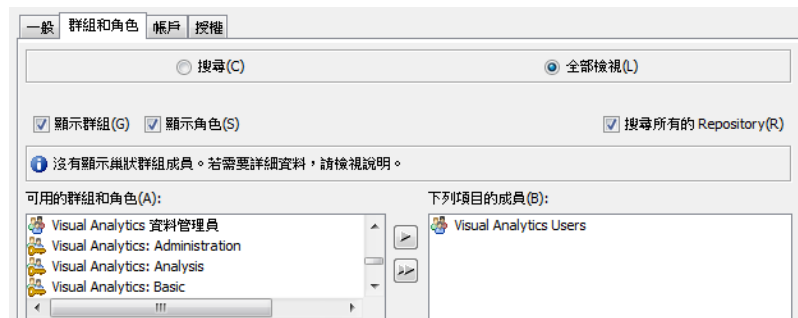 一般 群組和角色 帳戶 授權
搜尋(C) 全部檢視(L)
顯示群組(G) 顯示角色(S) 搜尋所有的 Repository(R)
沒有顯示巢狀群組成員。若需要詳細資料，請檢視說明。
可用的群組和角色(A): 下列項目的成員(B):
Visual Analytics 資料管理員 Visual Analytics Users
Visual Analytics: Administration
Visual Analytics: Analysis
Visual Analytics: Basic